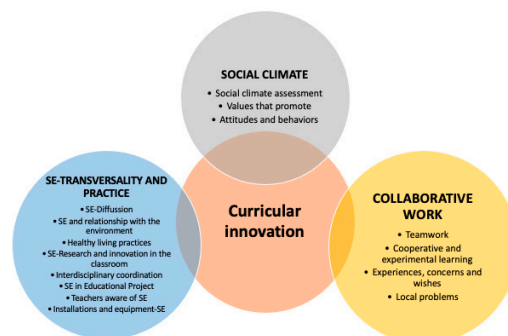 SOCIAL CLIMATE
• Social climate assessment
• Values that promote
• Attitudes and behaviors
SE-TRANSVERSALITY AND
PRACTICE
• SE-Diffusion
• SE and relationship with the
environment
• Healthy living practices
• SE-Research and innovation in the
classroom
• Interdisciplinary coordination
• SE in Educational Project
• Teachers aware of SE
• Installations and equipment-SE
Curricular
innovation
COLLABORATIVE
WORK
• Teamwork
• Cooperative and
experimental learning
• Experiences, concerns and
wishes
• Local problems